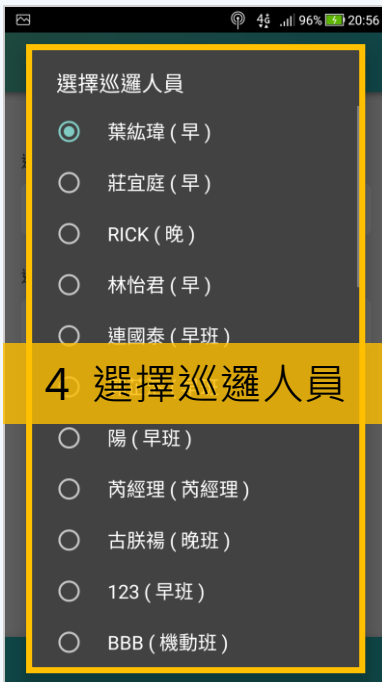 4G 96% 20:56
選擇巡邏人員
葉紘瑋 ( 早 )
莊宜庭 ( 早 )
RICK ( 晚 )
林怡君 ( 早 )
連國泰 ( 早班 )
4 選擇巡邏人員
陽 ( 早班 )
芮經理 ( 芮經理 )
古朕禓 ( 晚班 )
123 ( 早班 )
BBB ( 機動班 )